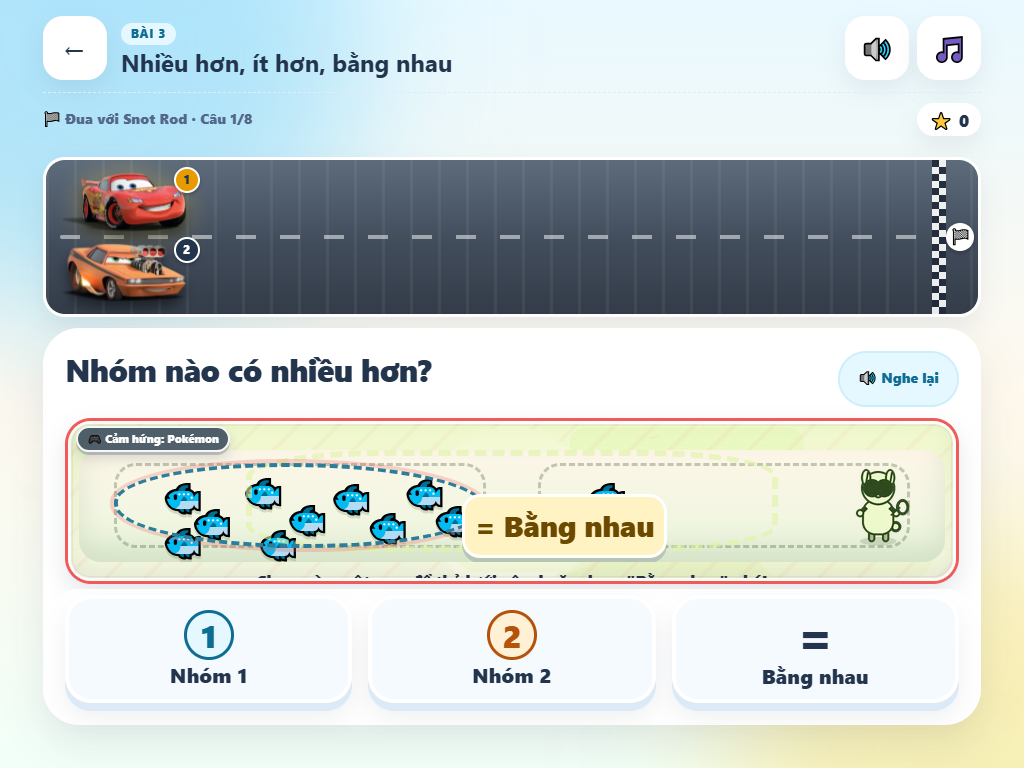 ←
BÀI 3
Nhiều hơn, ít hơn, bằng nhau
Đua với Snot Rod · Câu 1/8
0
1
2
Nhóm nào có nhiều hơn?
Nghe lại
Cảm hứng: Pokémon
= Bằng nhau
1
Nhóm 1
2
Nhóm 2
=
Bằng nhau